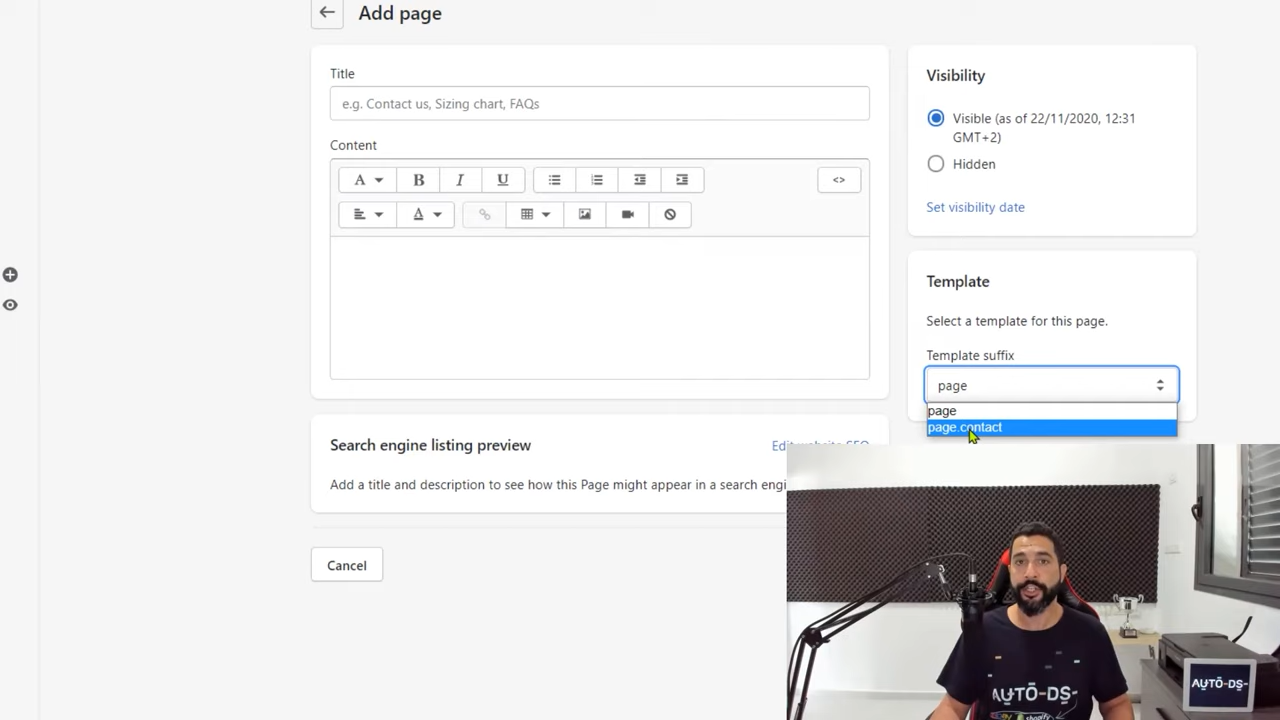 Add page
Title
e.g. Contact us, Sizing chart, FAQs
Content
A
B
I
U
<>
A
Search engine listing preview
Edit website SEO
Add a title and description to see how this Page might appear in a search engi
Cancel
Visibility
Visible (as of 22/11/2020, 12:31
GMT+2)
Hidden
Set visibility date
Template
Select a template for this page.
Template suffix
page
page
page.contact
AUTO-DS-
shopify
AUTO-DS-